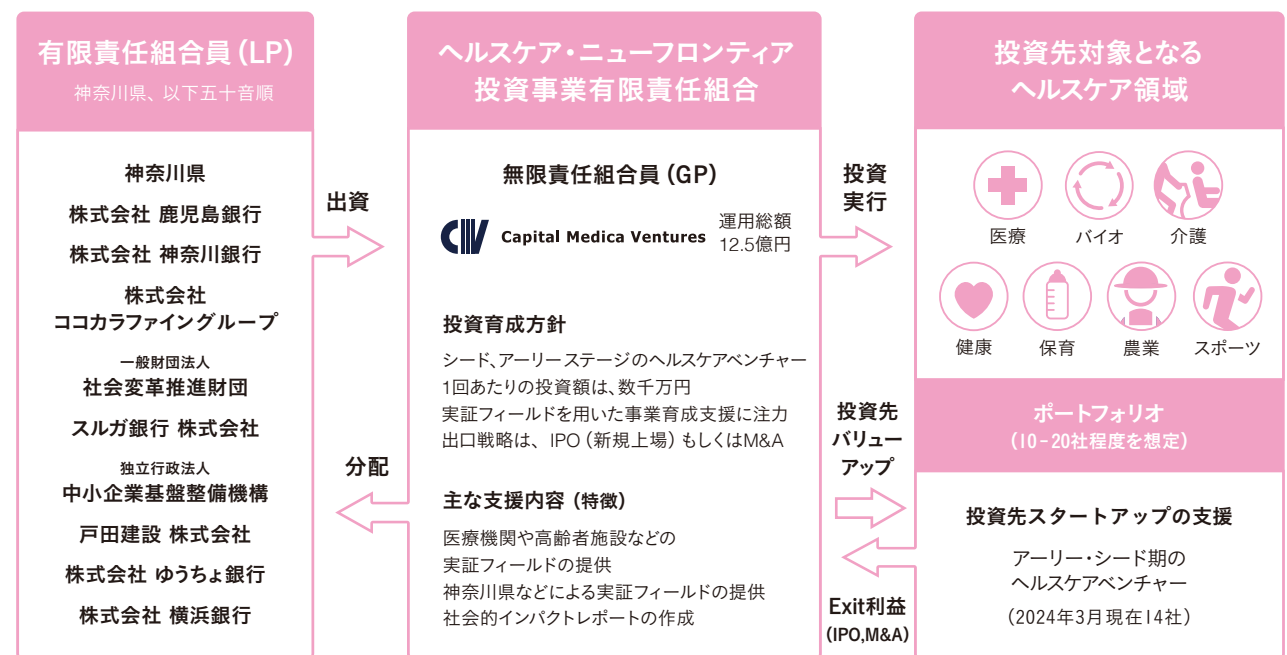 有限責任組合員(LP)
神奈川県、以下五十音順
神奈川県
株式会社 鹿児島銀行
株式会社 神奈川銀行
株式会社
ココカラファイングループ
一般財団法人
社会変革推進財団
スルガ銀行 株式会社
独立行政法人
中小企業基盤整備機構
戸田建設 株式会社
株式会社 ゆうちょ銀行
株式会社 横浜銀行
出資
分配
ヘルスケア・ニューフロンティア
投資事業有限責任組合
無限責任組合員(GP)
CMV Capital Medica Ventures
運用総額
12.5億円
投資育成方針
シード、アーリーステージのヘルスケアベンチャー
1回あたりの投資額は、数千万円
実証フィールドを用いた事業育成支援に注力
出口戦略は、IPO(新規上場)もしくはM&A
主な支援内容(特徴)
医療機関や高齢者施設などの
実証フィールドの提供
神奈川県などによる実証フィールドの提供
社会的インパクトレポートの作成
投資
実行
投資先
バリュー
アップ
Exit利益
(IPO,M&A)
投資先対象となる
ヘルスケア領域
医療 バイオ 介護
健康 保育 農業 スポーツ
ポートフォリオ
(10-20社程度を想定)
投資先スタートアップの支援
アーリー・シード期の
ヘルスケアベンチャー
(2024年3月現在14社)